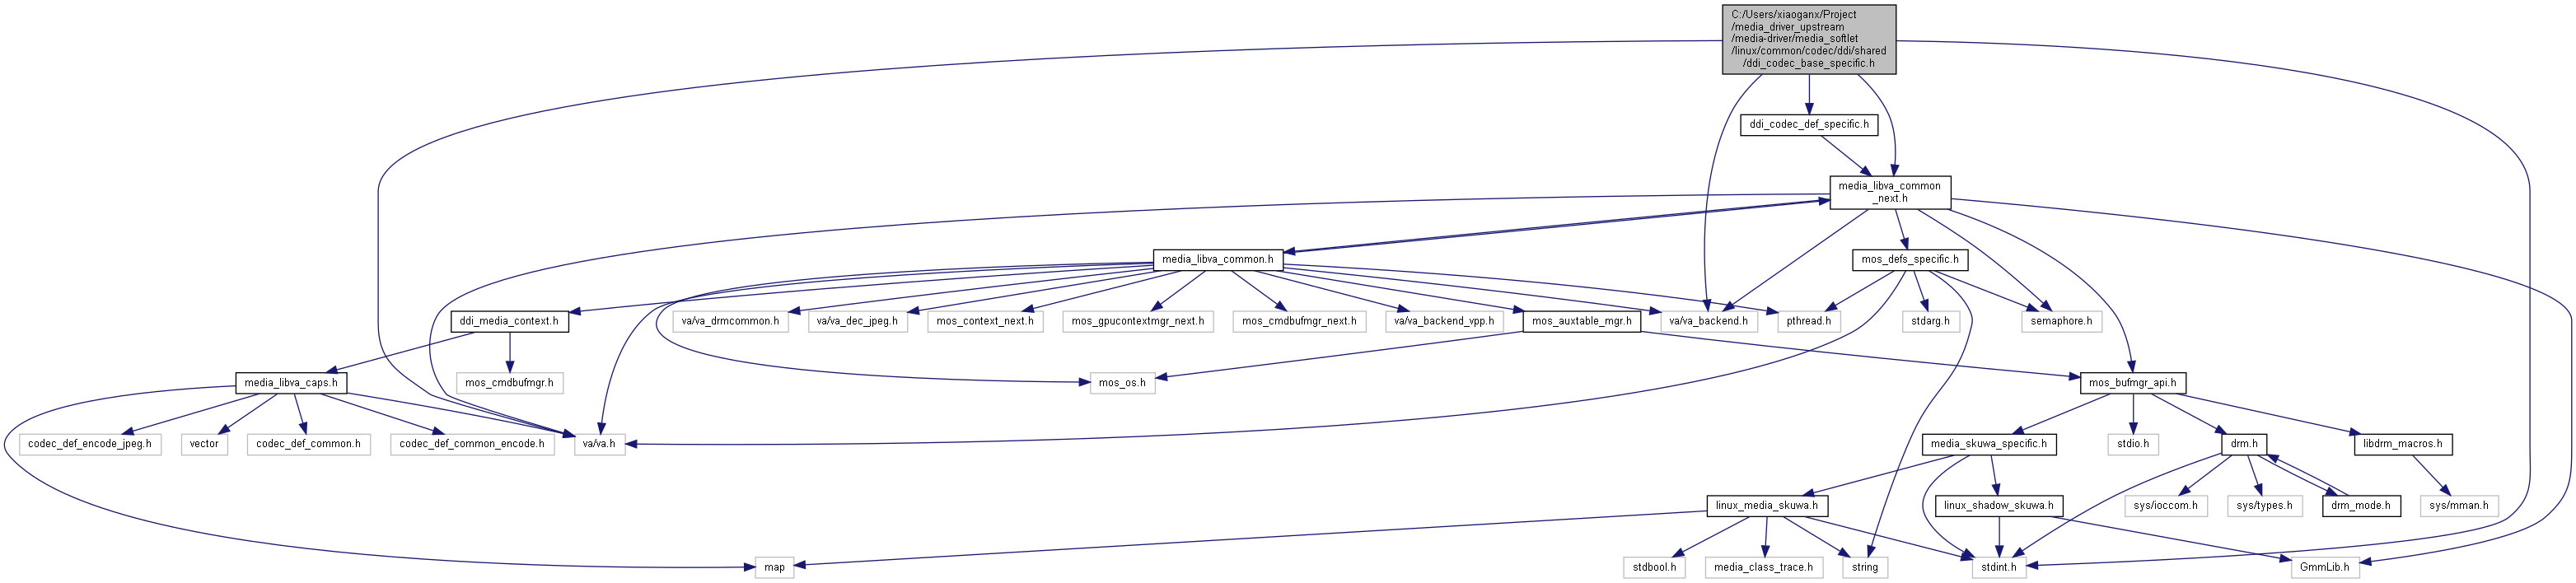 C:/Users/xiaoganx/Project
/media_driver_upstream
/media-driver/media_softlet
/linux/common/codec/ddi/shared
/ddi_codec_base_specific.h
ddi_codec_def_specific.h
media_libva_common
_next.h
media_libva_common.h
mos_defs_specific.h
ddi_media_context.h
va/va_drmcommon.h
va/va_dec_jpeg.h
mos_context_next.h
mos_gpucontextmgr_next.h
mos_cmdbufmgr_next.h
va/va_backend_vpp.h
mos_auxtable_mgr.h
va/va_backend.h
pthread.h
stdarg.h
semaphore.h
media_libva_caps.h
mos_cmdbufmgr.h
mos_os.h
mos_bufmgr_api.h
codec_def_encode_jpeg.h
vector
codec_def_common.h
codec_def_common_encode.h
va/va.h
media_skuwa_specific.h
stdio.h
drm.h
libdrm_macros.h
linux_media_skuwa.h
linux_shadow_skuwa.h
sys/ioccom.h
sys/types.h
drm_mode.h
sys/mman.h
map
stdbool.h
media_class_trace.h
string
stdint.h
GmmLib.h